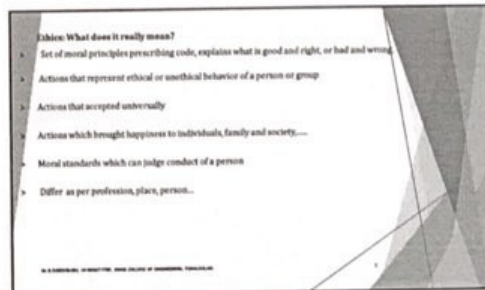 Ethics: What does it really mean?
Set of moral principles prescribing code, explains what is good and right, or bad and wrong.
Actions that represent ethical or unethical behavior of a person or group
Actions that accepted universally
Actions which brought happiness to individuals, family and society,.....
Moral standards which can judge conduct of a person
Differ as per profession, place, person...
COLLEGE OF ENGINEERING,